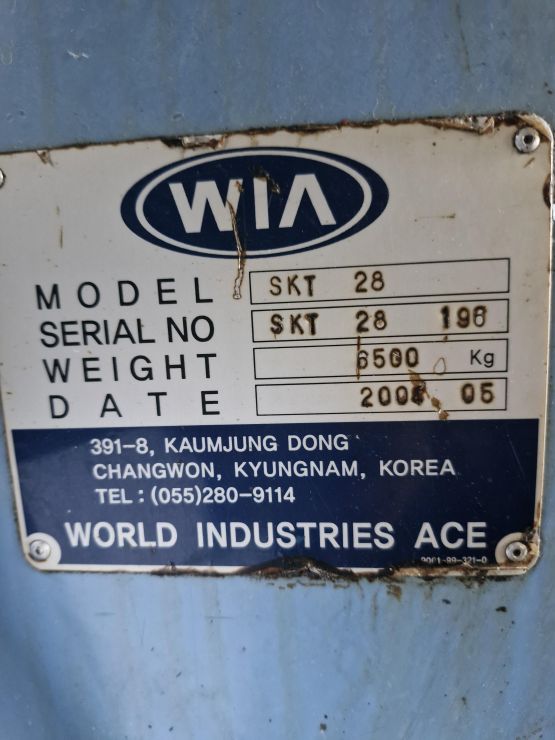 WIA
MODEL SKT 28
SERIAL NO SKT 28 196
WEIGHT 6500 Kg
DATE 05
391-8, KAUMJUNG DONG
CHANGWON, KYUNGNAM, KOREA
TEL : (055)280-9114
WORLD INDUSTRIES ACE